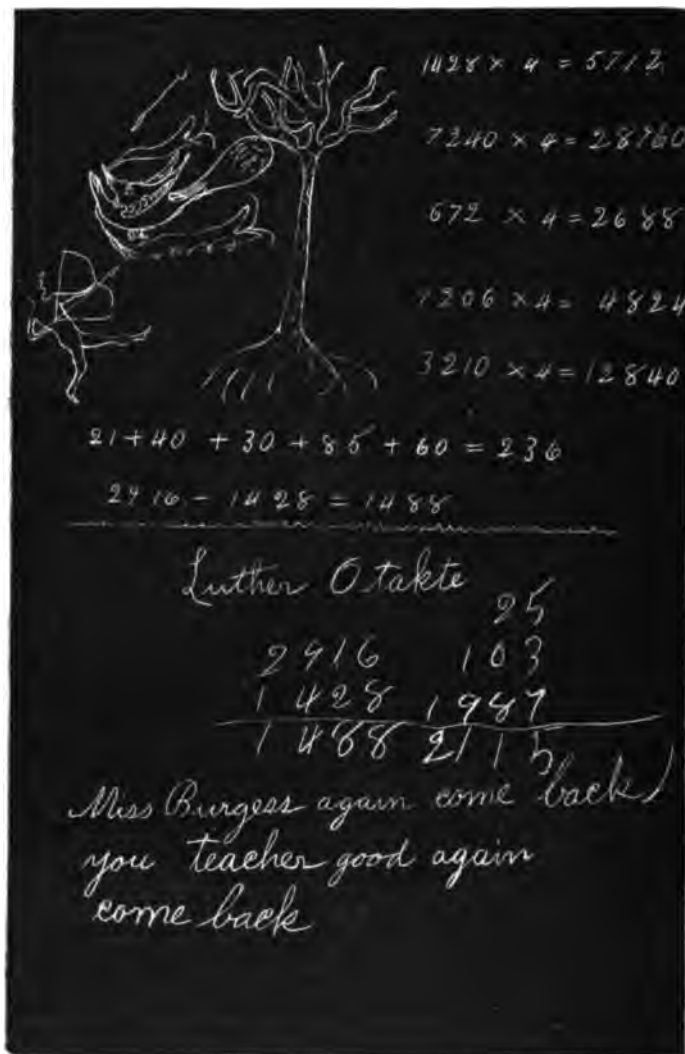 1428 × 4 = 5712
7240 × 4 = 28960
672 × 4 = 2688
1206 × 4 = 4824
3210 × 4 = 12840
21 + 40 + 30 + 85 + 60 = 236
2916 - 1428 = 1488
Luther Otakte
25
2916 103
1428 1987
1488 2115
Miss Burgess again come back)
you teacher good again
come back